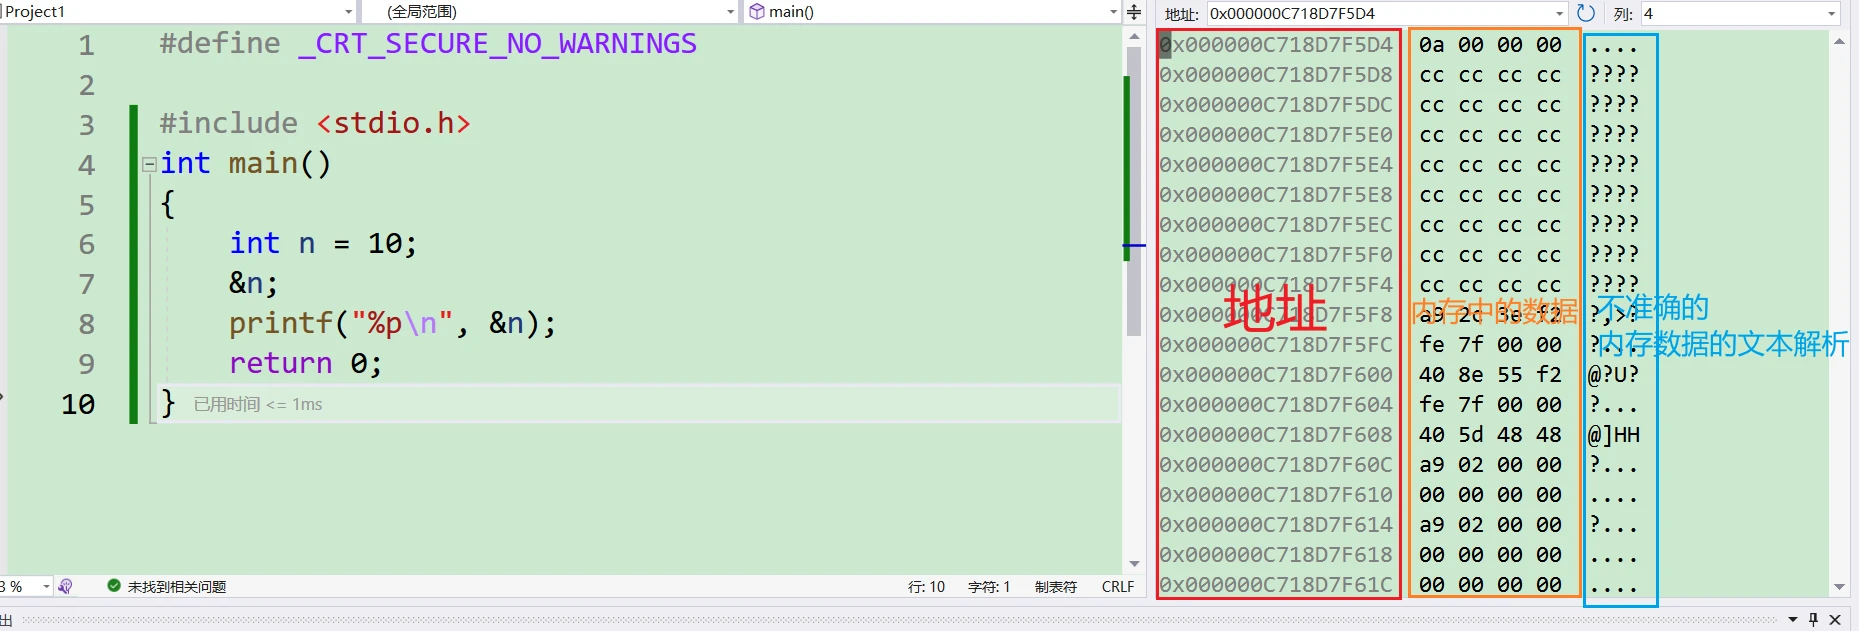 Project1
(全局范围)
main()
地址: 0x000000C718D7F5D4
列: 4
1 #define _CRT_SECURE_NO_WARNINGS
2
3 #include <stdio.h>
4 int main()
5 {
6 int n = 10;
7 &n;
8 printf("%p\n", &n);
9 return 0;
10 } 已用时间 <= 1ms
0x000000C718D7F5D4 0a 00 00 00 ....
0x000000C718D7F5D8 cc cc cc cc ????
0x000000C718D7F5DC cc cc cc cc ????
0x000000C718D7F5E0 cc cc cc cc ????
0x000000C718D7F5E4 cc cc cc cc ????
0x000000C718D7F5E8 cc cc cc cc ????
0x000000C718D7F5EC cc cc cc cc ????
0x000000C718D7F5F0 cc cc cc cc ????
0x000000C718D7F5F4 cc cc cc cc ????
0x000000C718D7F5F8 a9 2c 3e f2 ?,>?
0x000000C718D7F5FC fe 7f 00 00 ?...
0x000000C718D7F600 40 8e 55 f2 @?U?
0x000000C718D7F604 fe 7f 00 00 ?...
0x000000C718D7F608 40 5d 48 48 @]HH
0x000000C718D7F60C a9 02 00 00 ?...
0x000000C718D7F610 00 00 00 00 ....
0x000000C718D7F614 a9 02 00 00 ?...
0x000000C718D7F618 00 00 00 00 ....
0x000000C718D7F61C 00 00 00 00 ....
地址
内存中的数据
不准确的
内存数据的文本解析
3 %
未找到相关问题
行: 10 字符: 1 制表符 CRLF
出